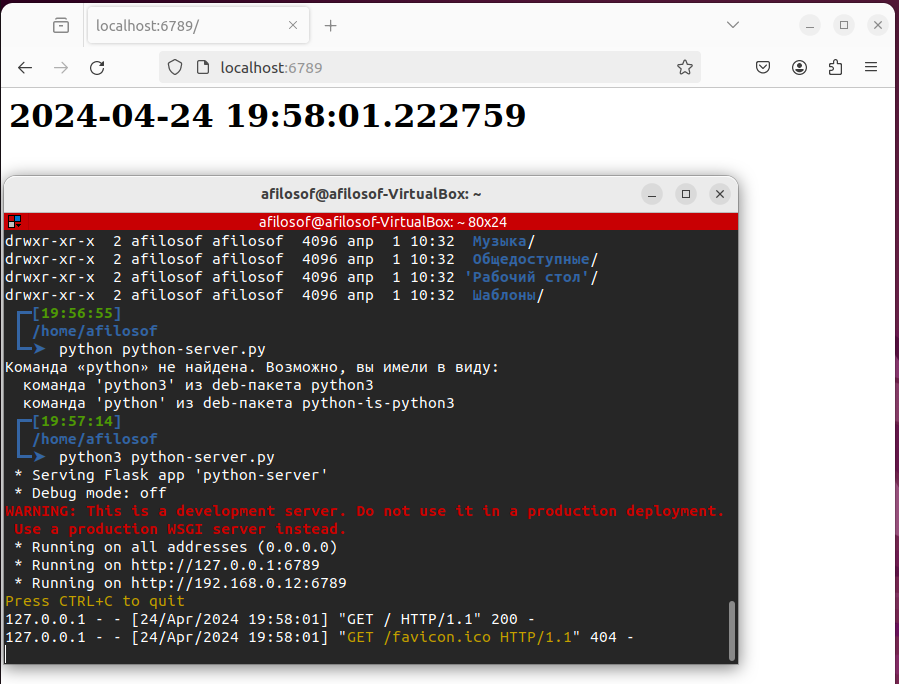 localhost:6789/
localhost:6789
2024-04-24 19:58:01.222759
afilosof@afilosof-VirtualBox: ~
afilosof@afilosof-VirtualBox: ~ 80x24
drwxr-xr-x  2 afilosof afilosof  4096 апр  1 10:32  Музыка/
drwxr-xr-x  2 afilosof afilosof  4096 апр  1 10:32  Общедоступные/
drwxr-xr-x  2 afilosof afilosof  4096 апр  1 10:32 'Рабочий стол'/
drwxr-xr-x  2 afilosof afilosof  4096 апр  1 10:32  Шаблоны/
[19:56:55]
/home/afilosof
python python-server.py
Команда «python» не найдена. Возможно, вы имели в виду:
команда 'python3' из deb-пакета python3
команда 'python' из deb-пакета python-is-python3
[19:57:14]
/home/afilosof
python3 python-server.py
* Serving Flask app 'python-server'
* Debug mode: off
WARNING: This is a development server. Do not use it in a production deployment.
Use a production WSGI server instead.
* Running on all addresses (0.0.0.0)
* Running on http://127.0.0.1:6789
* Running on http://192.168.0.12:6789
Press CTRL+C to quit
127.0.0.1 - - [24/Apr/2024 19:58:01] "GET / HTTP/1.1" 200 -
127.0.0.1 - - [24/Apr/2024 19:58:01] "GET /favicon.ico HTTP/1.1" 404 -